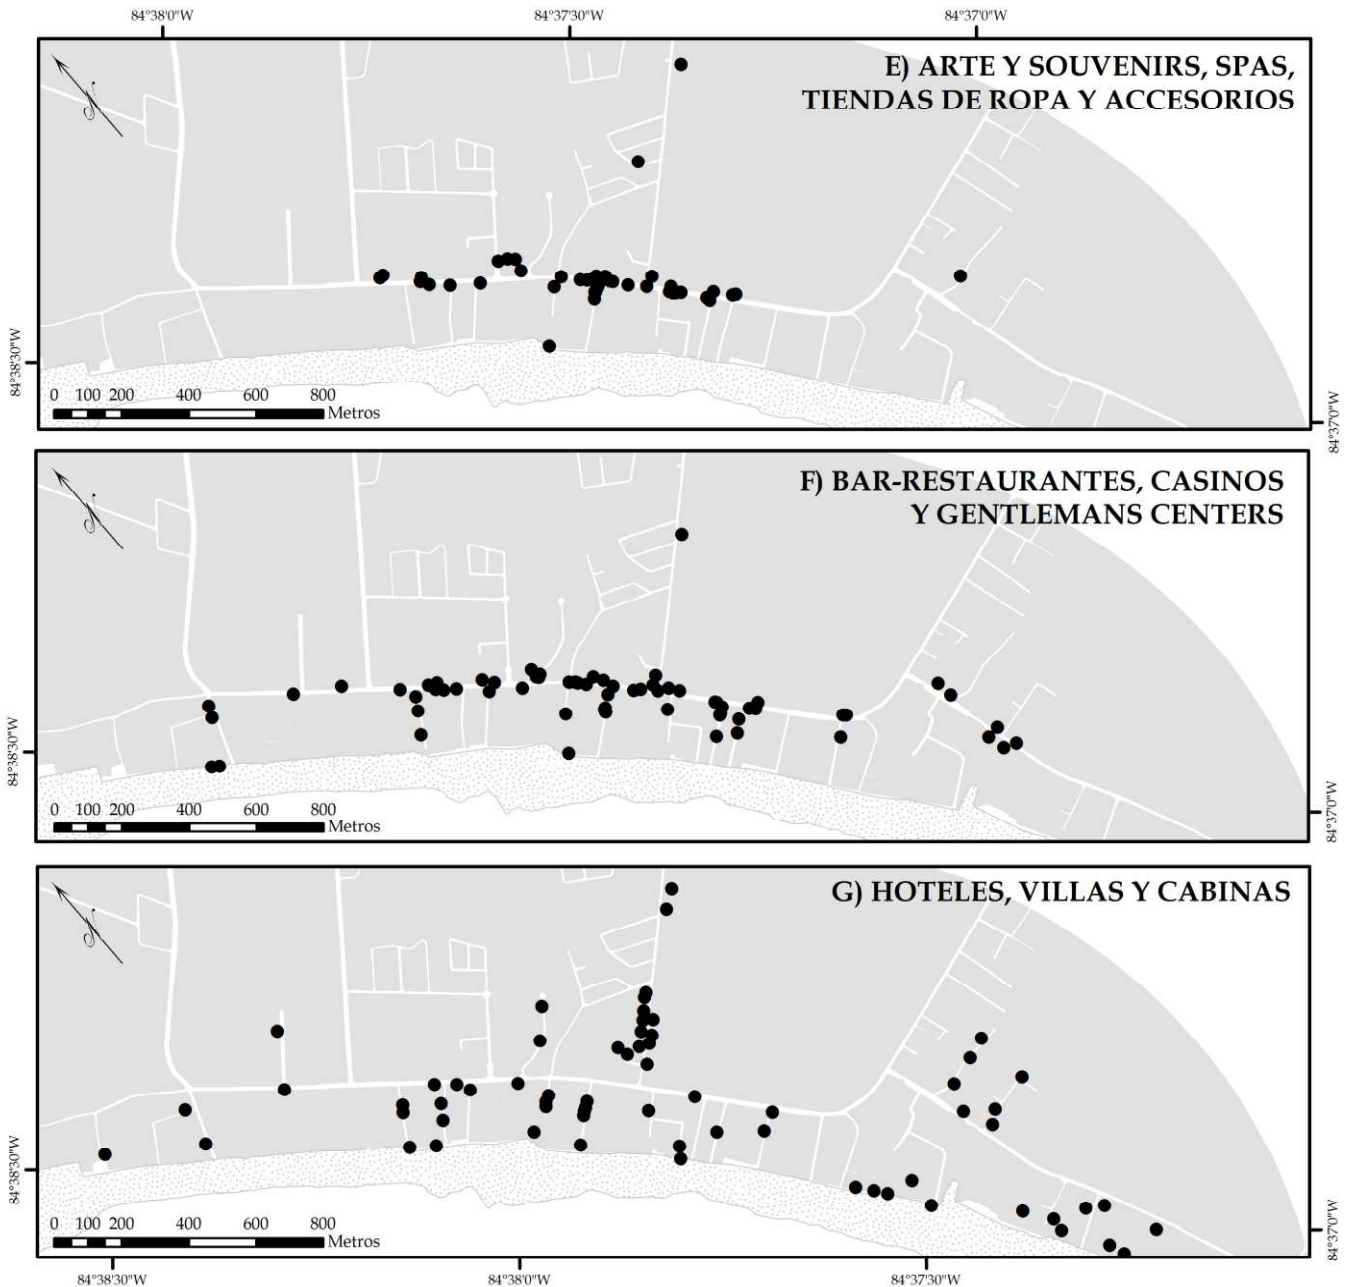 84°38'0"W 84°37'30"W 84°37'0"W
E) ARTE Y SOUVENIRS, SPAS,
TIENDAS DE ROPA Y ACCESORIOS
84°38'30"W
0 100 200 400 600 800
Metros
84°37'0"W
F) BAR-RESTAURANTES, CASINOS
Y GENTLEMANS CENTERS
84°38'30"W
0 100 200 400 600 800
Metros
84°37'0"W
G) HOTELES, VILLAS Y CABINAS
84°38'30"W
0 100 200 400 600 800
Metros
84°37'0"W
84°38'30"W 84°38'0"W 84°37'30"W